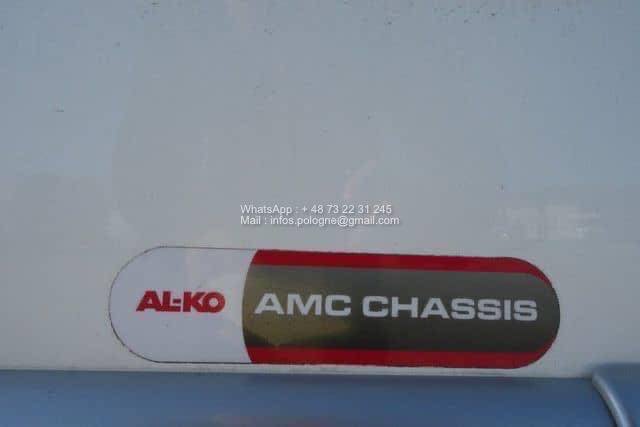 WhatsApp : + 48 73 22 31 245
Mail : infos.pologne@gmail.com
AL-KO AMC CHASSIS